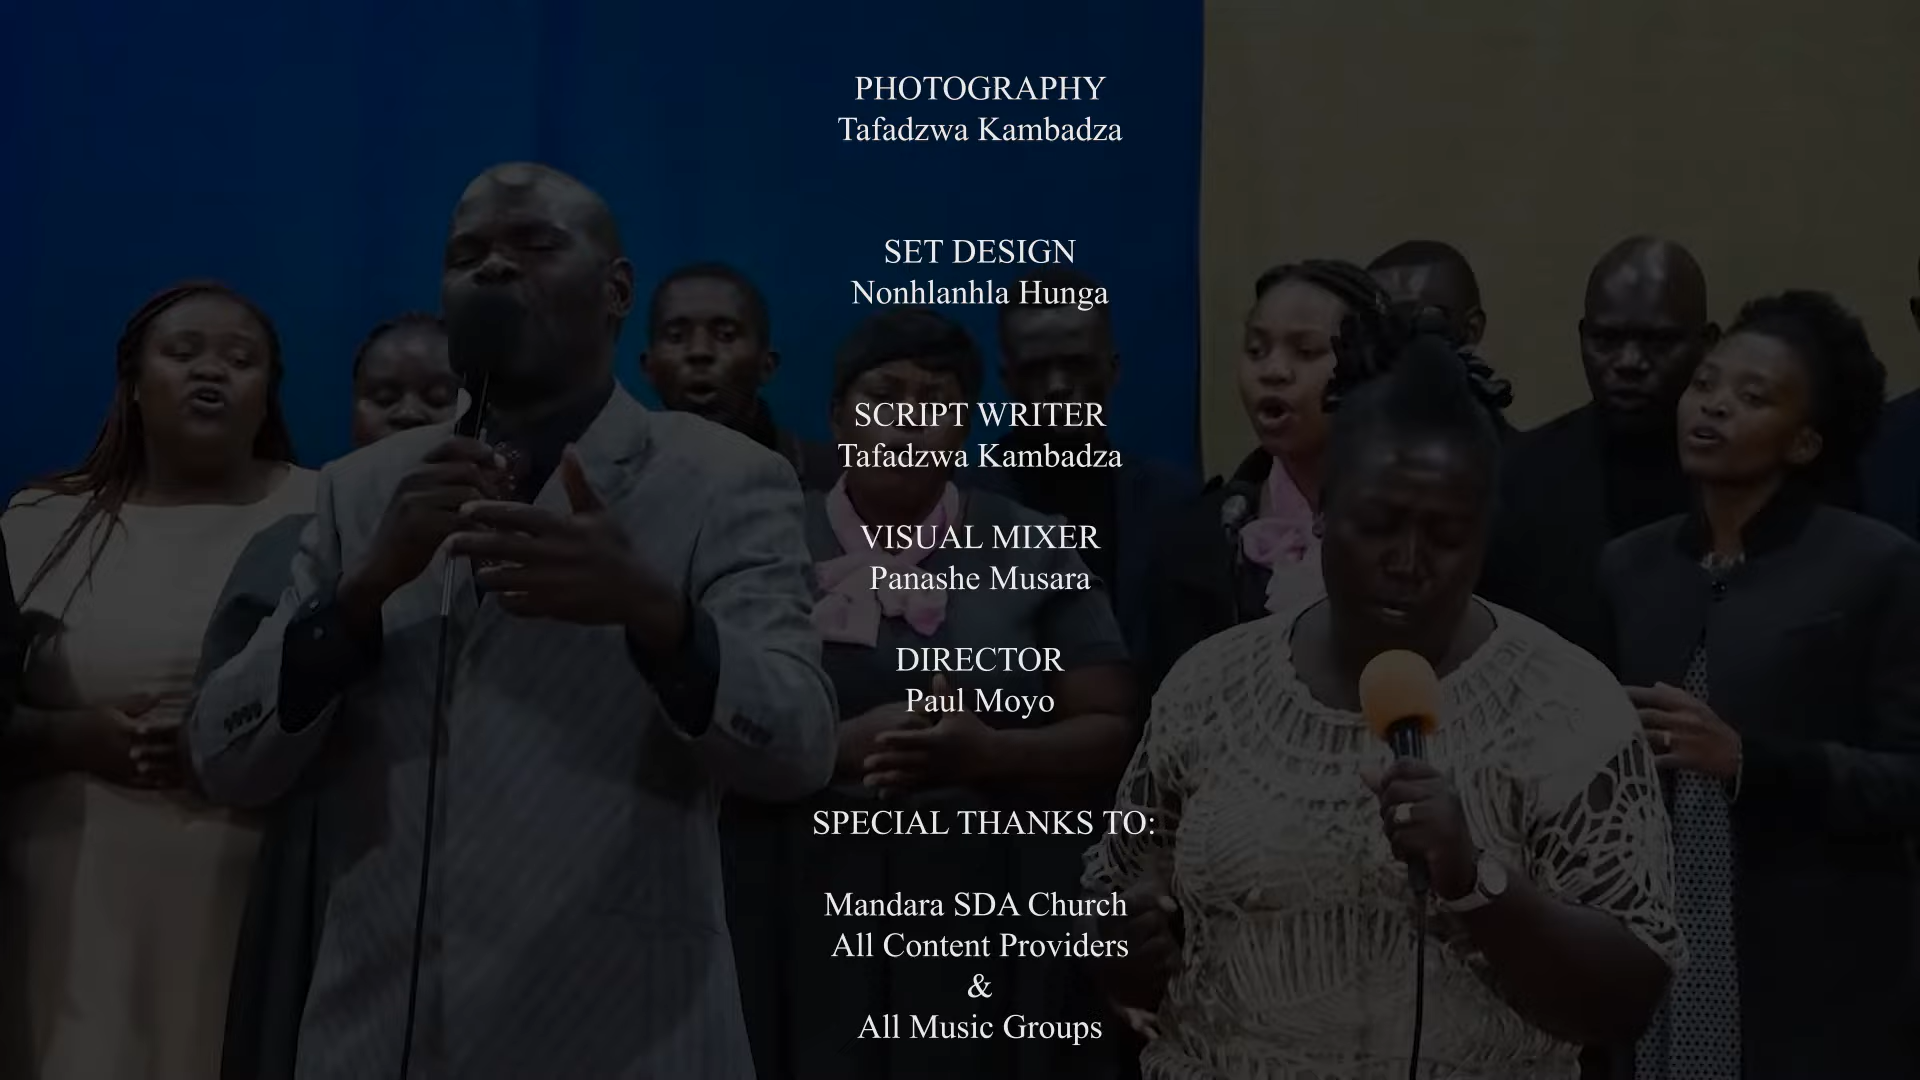 PHOTOGRAPHY
Tafadzwa Kambadza
SET DESIGN
Nonhlanhla Hunga
SCRIPT WRITER
Tafadzwa Kambadza
VISUAL MIXER
Panashe Musara
DIRECTOR
Paul Moyo
SPECIAL THANKS TO:
Mandara SDA Church
All Content Providers
&
All Music Groups